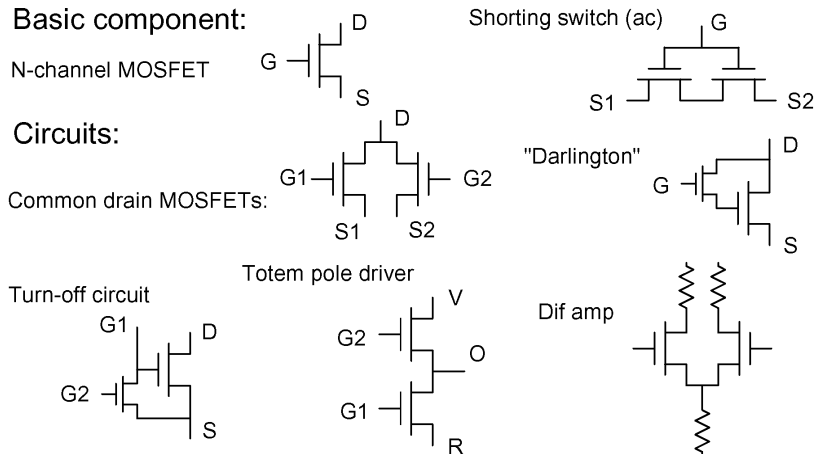 Basic component:
N-channel MOSFET
G
D
S
Shorting switch (ac)
G
S1
S2
Circuits:
Common drain MOSFETs:
D
G1
G2
S1
S2
"Darlington"
D
G
S
Turn-off circuit
G1
D
G2
S
Totem pole driver
V
G2
O
G1
R
Dif amp